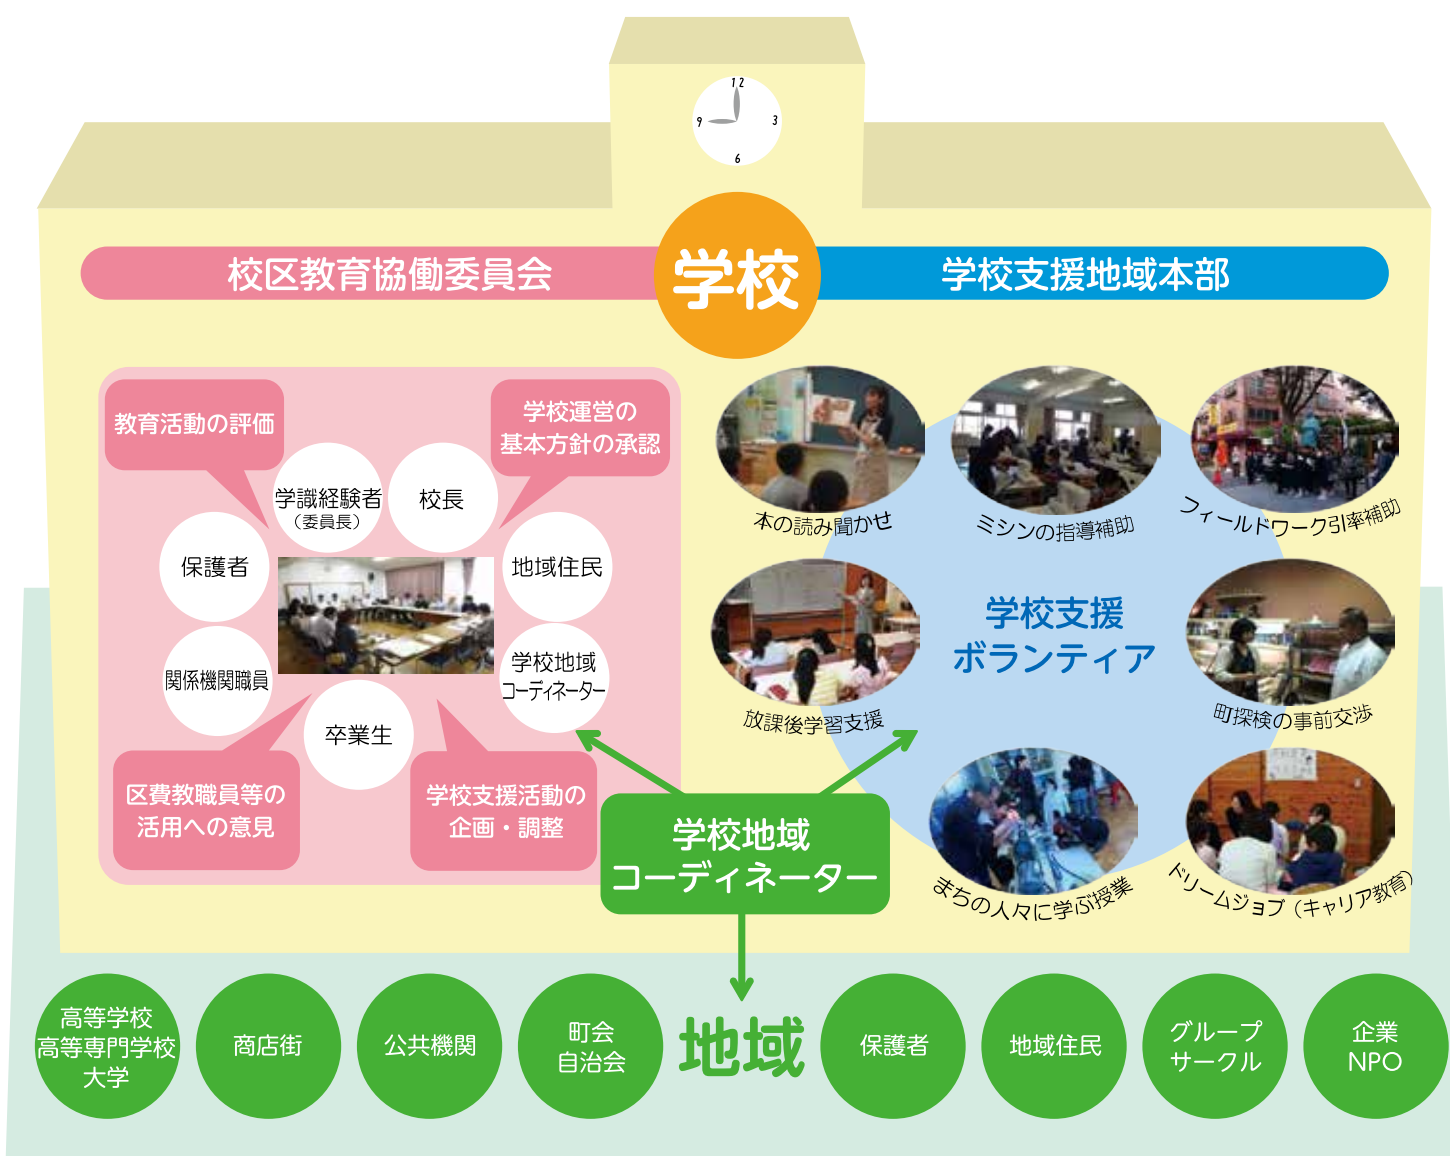 12
9
3
6
学校
校区教育協働委員会
学校支援地域本部
教育活動の評価
学校運営の
基本方針の承認
学識経験者
（委員長）
校長
保護者
地域住民
関係機関職員
学校地域
コーディネーター
卒業生
区費教職員等の
活用への意見
学校支援活動の
企画・調整
本の読み聞かせ
ミシンの指導補助
フィールドワーク引率補助
学校支援
ボランティア
放課後学習支援
町探検の事前交渉
まちの人々に学ぶ授業
ドリームジョブ（キャリア教育）
学校地域
コーディネーター
地域
高等学校
高等専門学校
大学
商店街
公共機関
町会
自治会
保護者
地域住民
グループ
サークル
企業
NPO